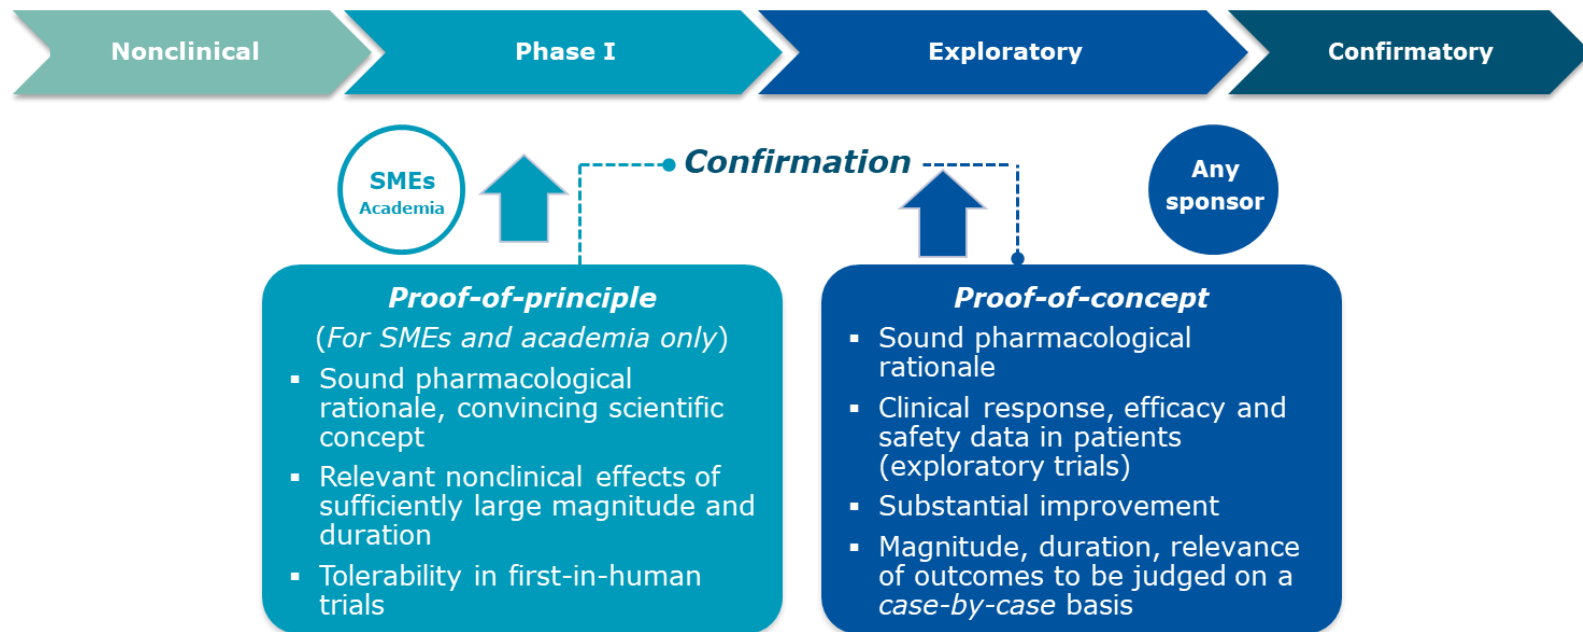 Nonclinical
Phase I
Exploratory
Confirmatory
SMEs
Academia
Confirmation
Any
sponsor
Proof-of-principle
(For SMEs and academia only)
▪ Sound pharmacological
rationale, convincing scientific
concept
▪ Relevant nonclinical effects of
sufficiently large magnitude and
duration
▪ Tolerability in first-in-human
trials
Proof-of-concept
▪ Sound pharmacological
rationale
▪ Clinical response, efficacy and
safety data in patients
(exploratory trials)
▪ Substantial improvement
▪ Magnitude, duration, relevance
of outcomes to be judged on a
case-by-case basis